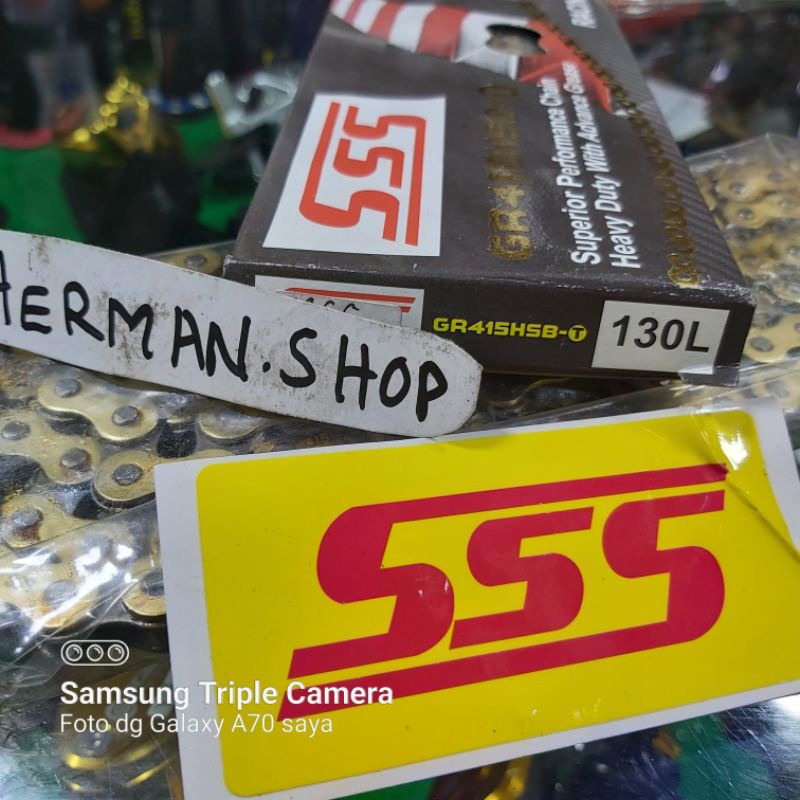 SSS
Superior Performance Chain
Heavy Duty With Advance Grease
HERMAN.SHOP
GR415HSB-T
130L
SSS
Samsung Triple Camera
Foto dg Galaxy A70 saya